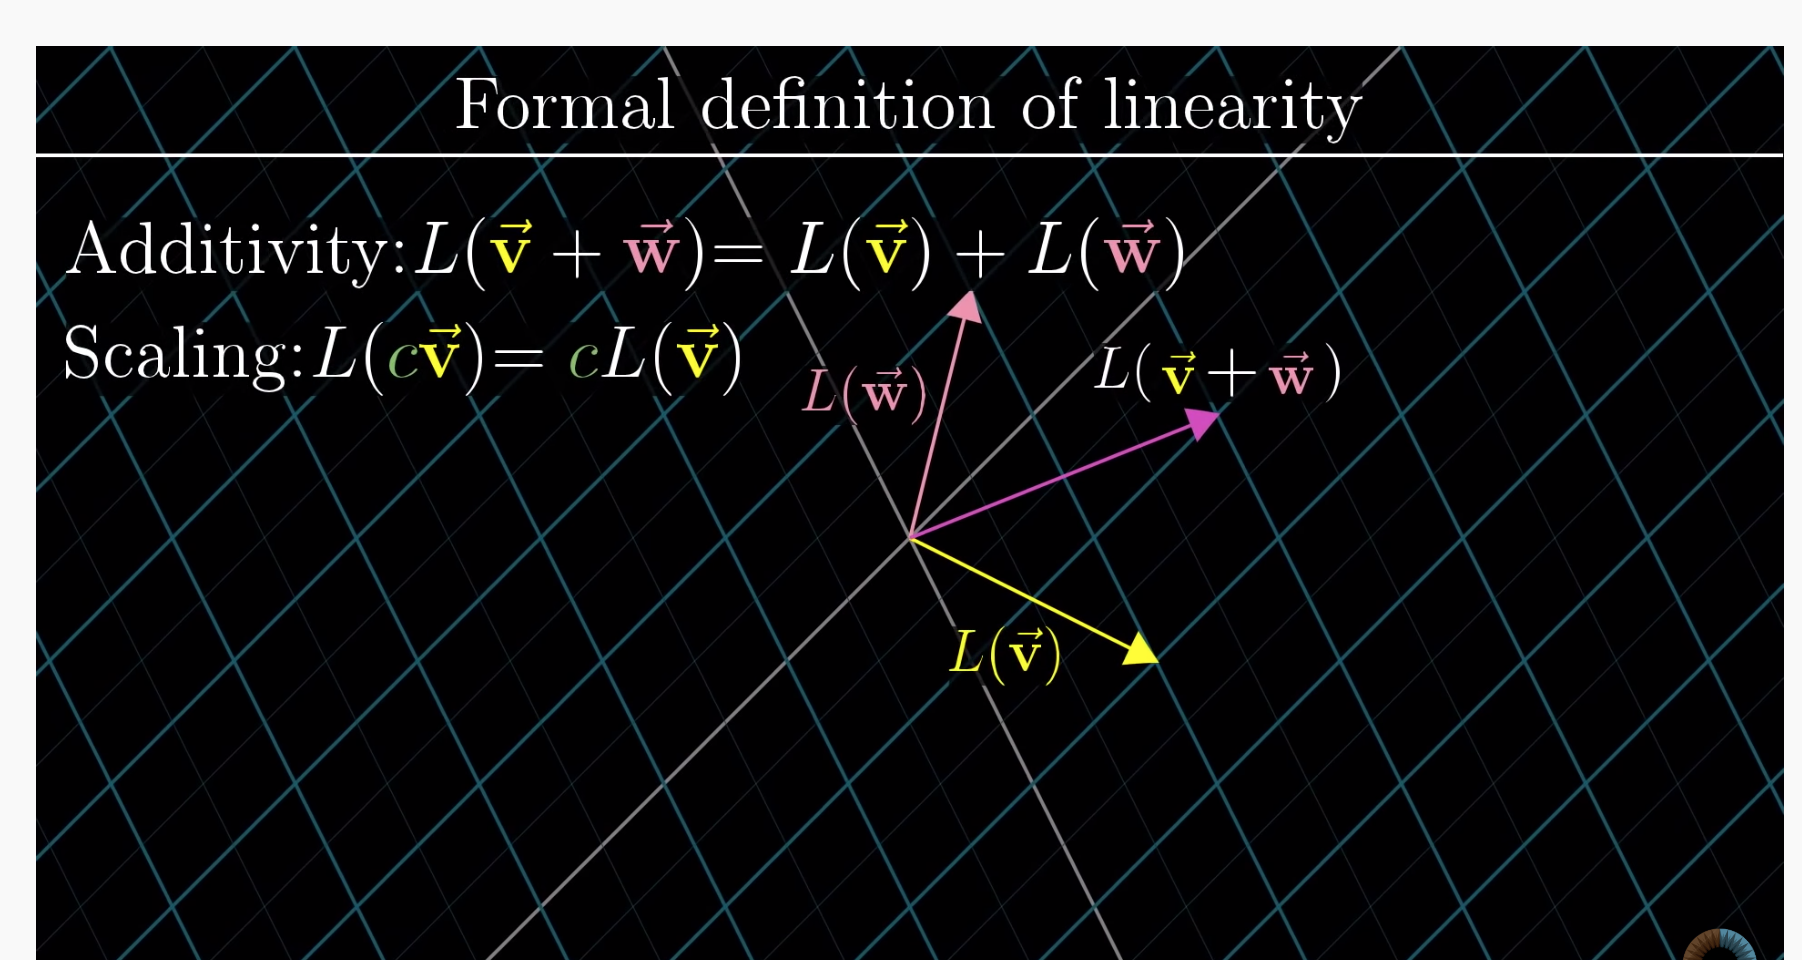 Formal definition of linearity
Additivity: L(v⃗ + w⃗) = L(v⃗) + L(w⃗)
Scaling: L(cv⃗) = cL(v⃗)
L(w⃗)
L(v⃗ + w⃗)
L(v⃗)